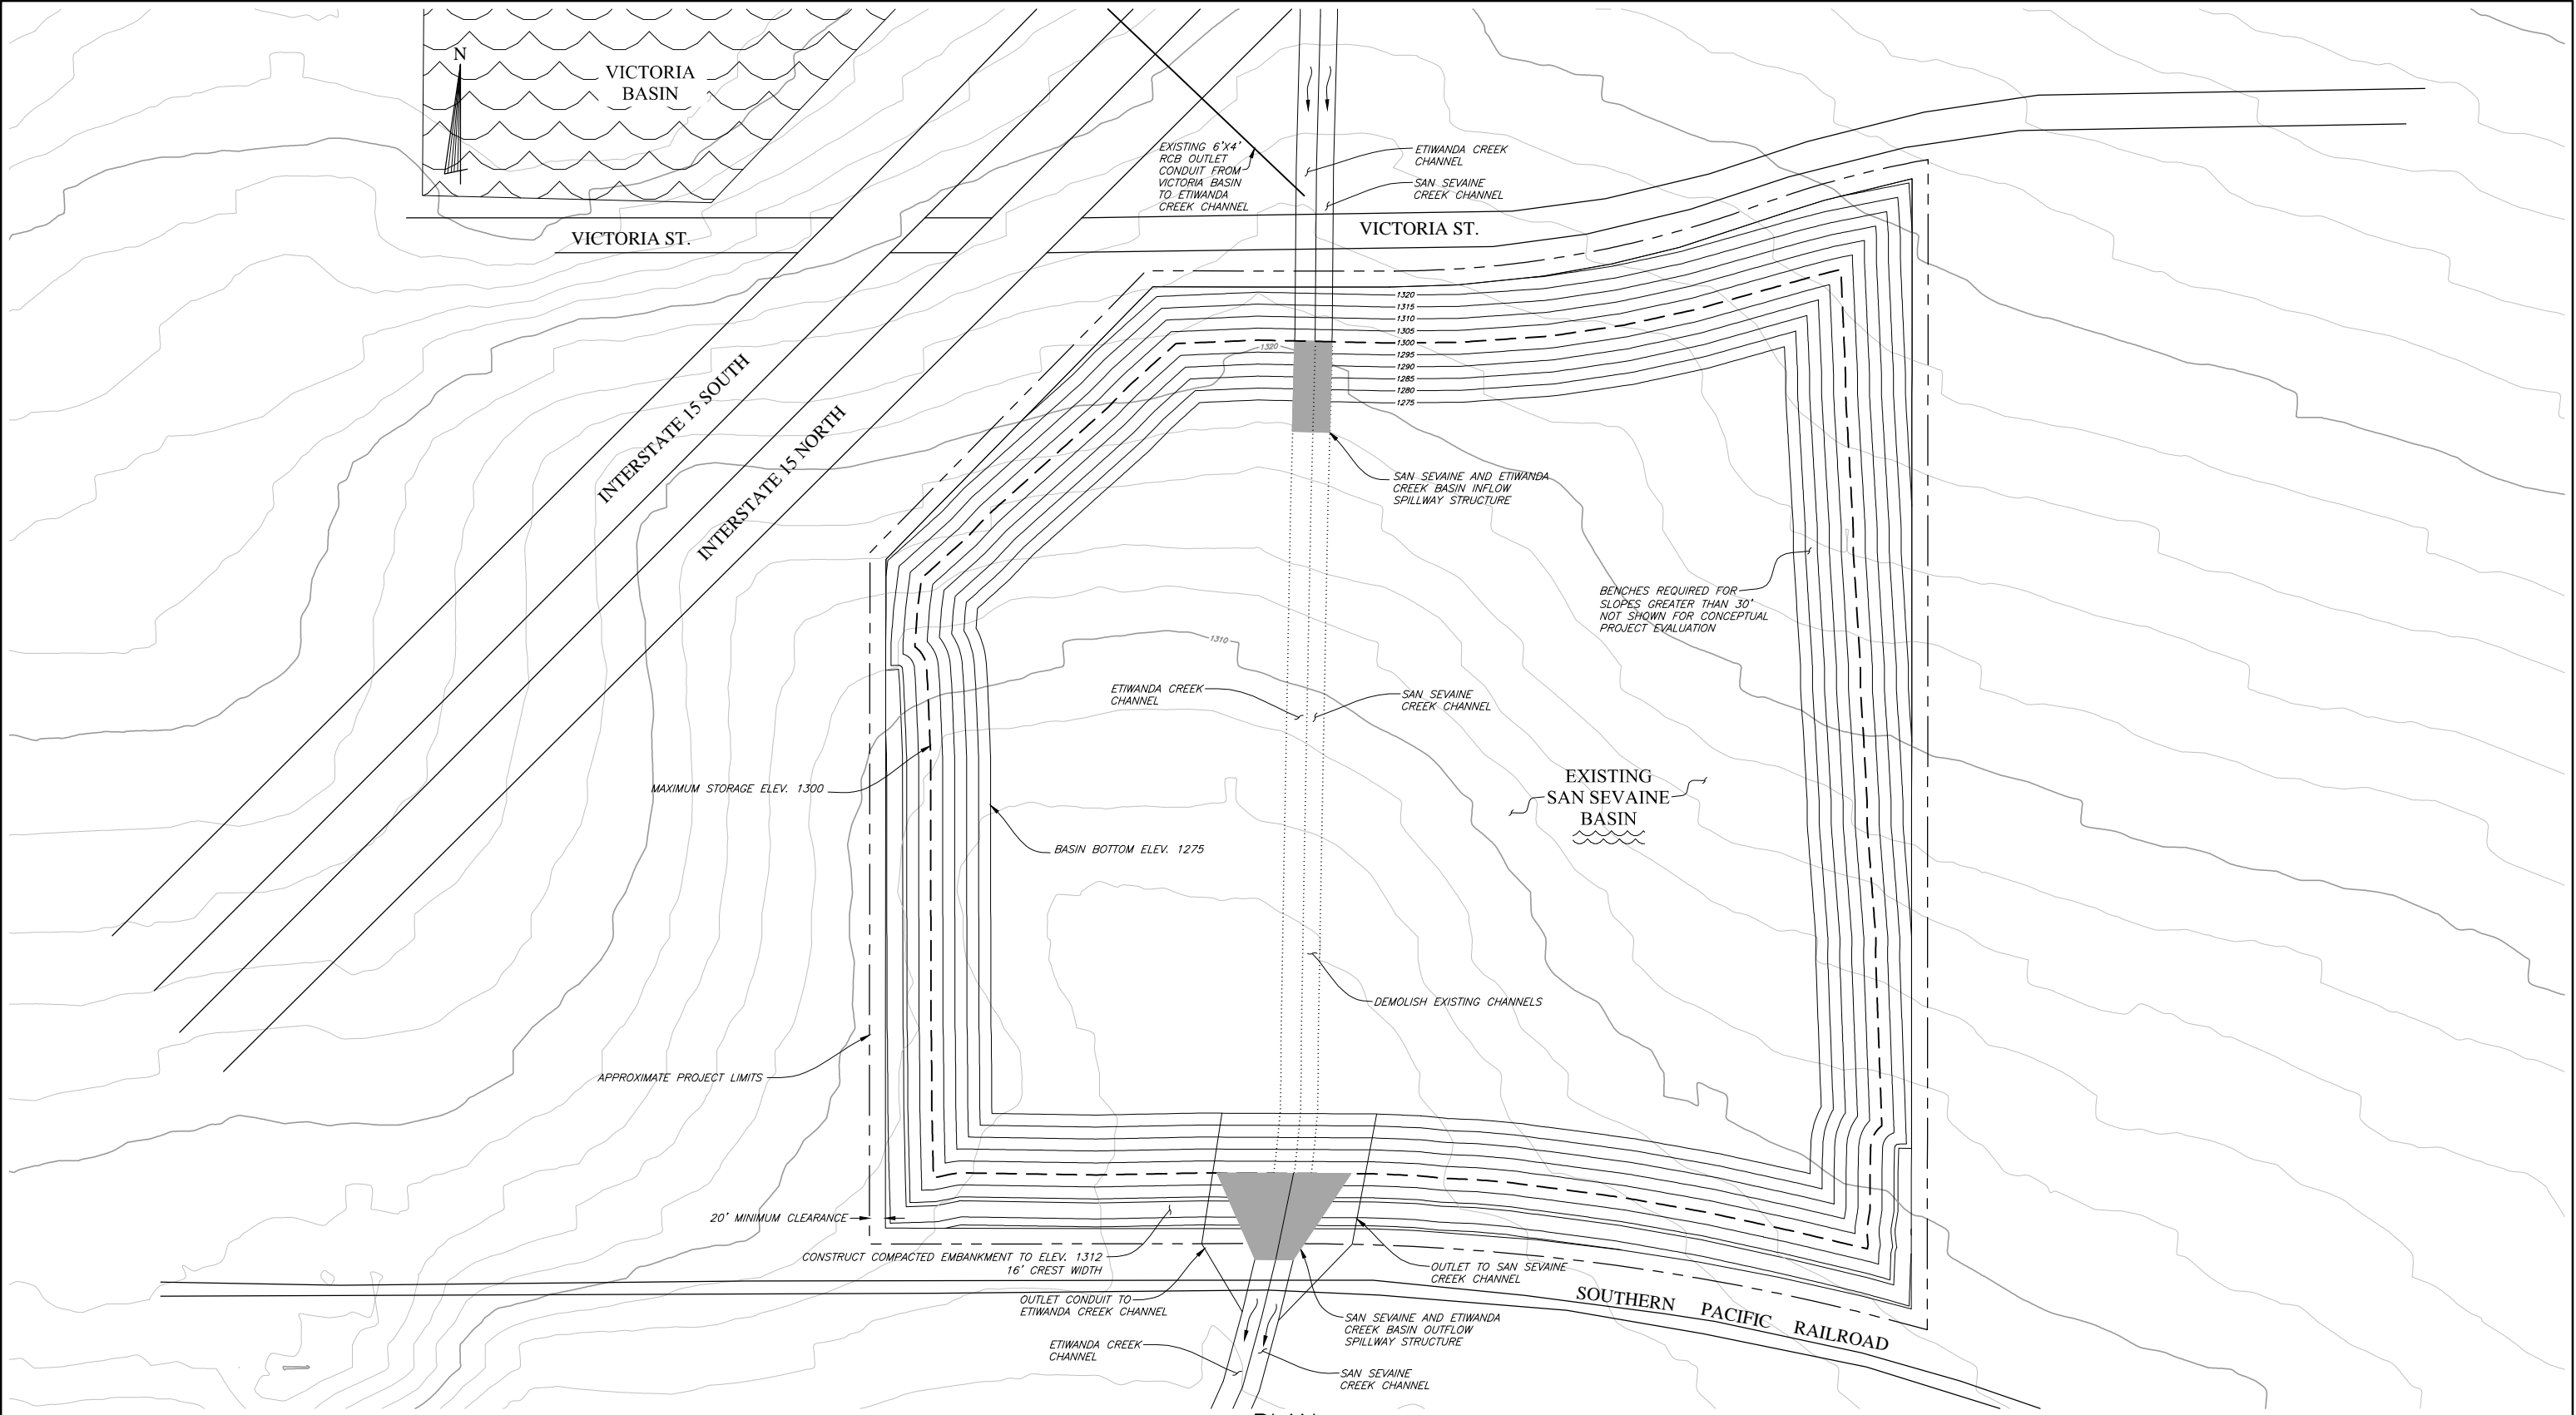 N
VICTORIA
BASIN
EXISTING 6'X4'
RCB OUTLET
CONDUIT FROM
VICTORIA BASIN
TO ETIWANDA
CREEK CHANNEL
ETIWANDA CREEK
CHANNEL
SAN SEVAINE
CREEK CHANNEL
VICTORIA ST.
VICTORIA ST.
1320
1315
1310
1305
1300
1295
1290
1285
1280
1275
1320
INTERSTATE 15 SOUTH
INTERSTATE 15 NORTH
SAN SEVAINE AND ETIWANDA
CREEK BASIN INFLOW
SPILLWAY STRUCTURE
BENCHES REQUIRED FOR
SLOPES GREATER THAN 30'
NOT SHOWN FOR CONCEPTUAL
PROJECT EVALUATION
1310
ETIWANDA CREEK
CHANNEL
SAN SEVAINE
CREEK CHANNEL
MAXIMUM STORAGE ELEV. 1300
EXISTING
SAN SEVAINE
BASIN
BASIN BOTTOM ELEV. 1275
DEMOLISH EXISTING CHANNELS
APPROXIMATE PROJECT LIMITS
20' MINIMUM CLEARANCE
CONSTRUCT COMPACTED EMBANKMENT TO ELEV. 1312
16' CREST WIDTH
OUTLET TO SAN SEVAINE
CREEK CHANNEL
OUTLET CONDUIT TO
ETIWANDA CREEK CHANNEL
SOUTHERN PACIFIC RAILROAD
SAN SEVAINE AND ETIWANDA
CREEK BASIN OUTFLOW
SPILLWAY STRUCTURE
ETIWANDA CREEK
CHANNEL
SAN SEVAINE
CREEK CHANNEL